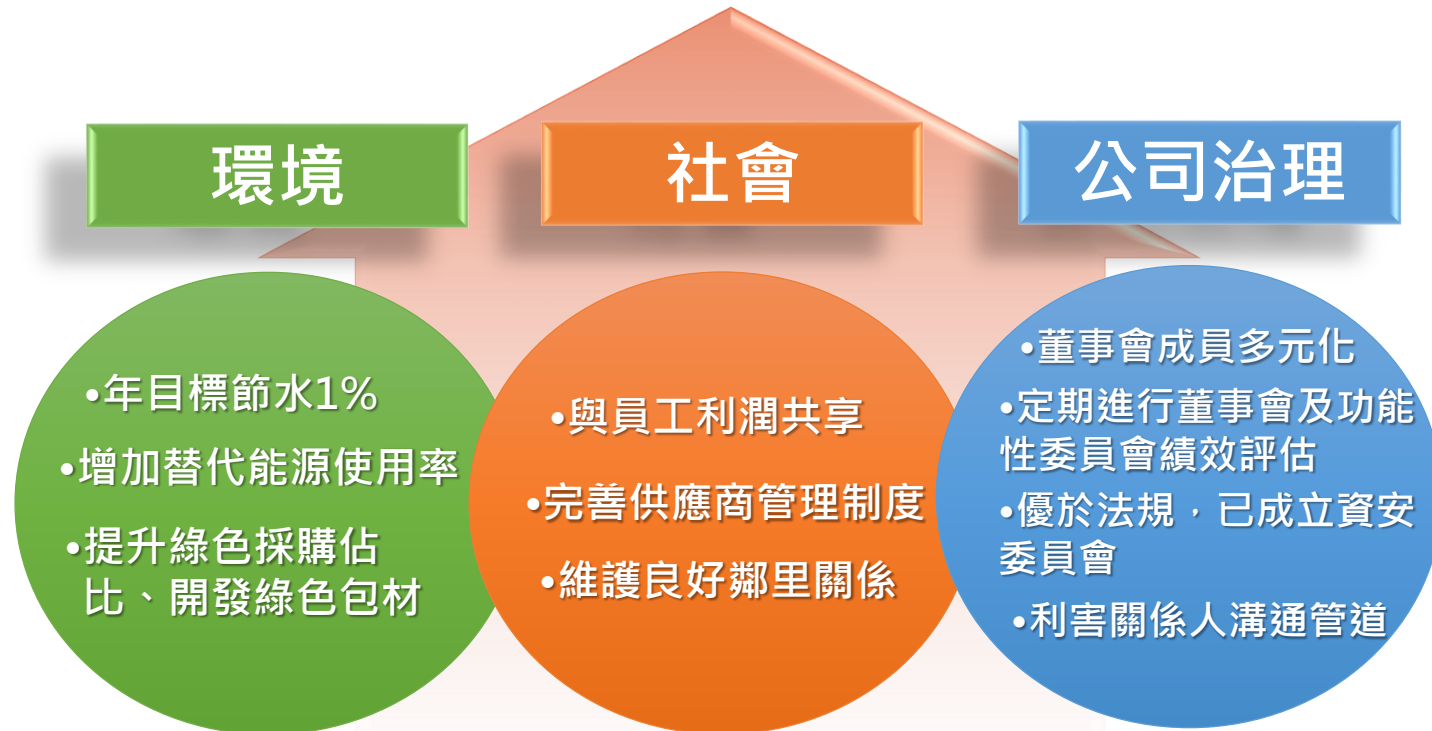 環境
•年目標節水1%
•增加替代能源使用率
•提升綠色採購佔
比、開發綠色包材
社會
•與員工利潤共享
•完善供應商管理制度
•維護良好鄰里關係
公司治理
•董事會成員多元化
•定期進行董事會及功能
性委員會績效評估
•優於法規，已成立資安
委員會
•利害關係人溝通管道